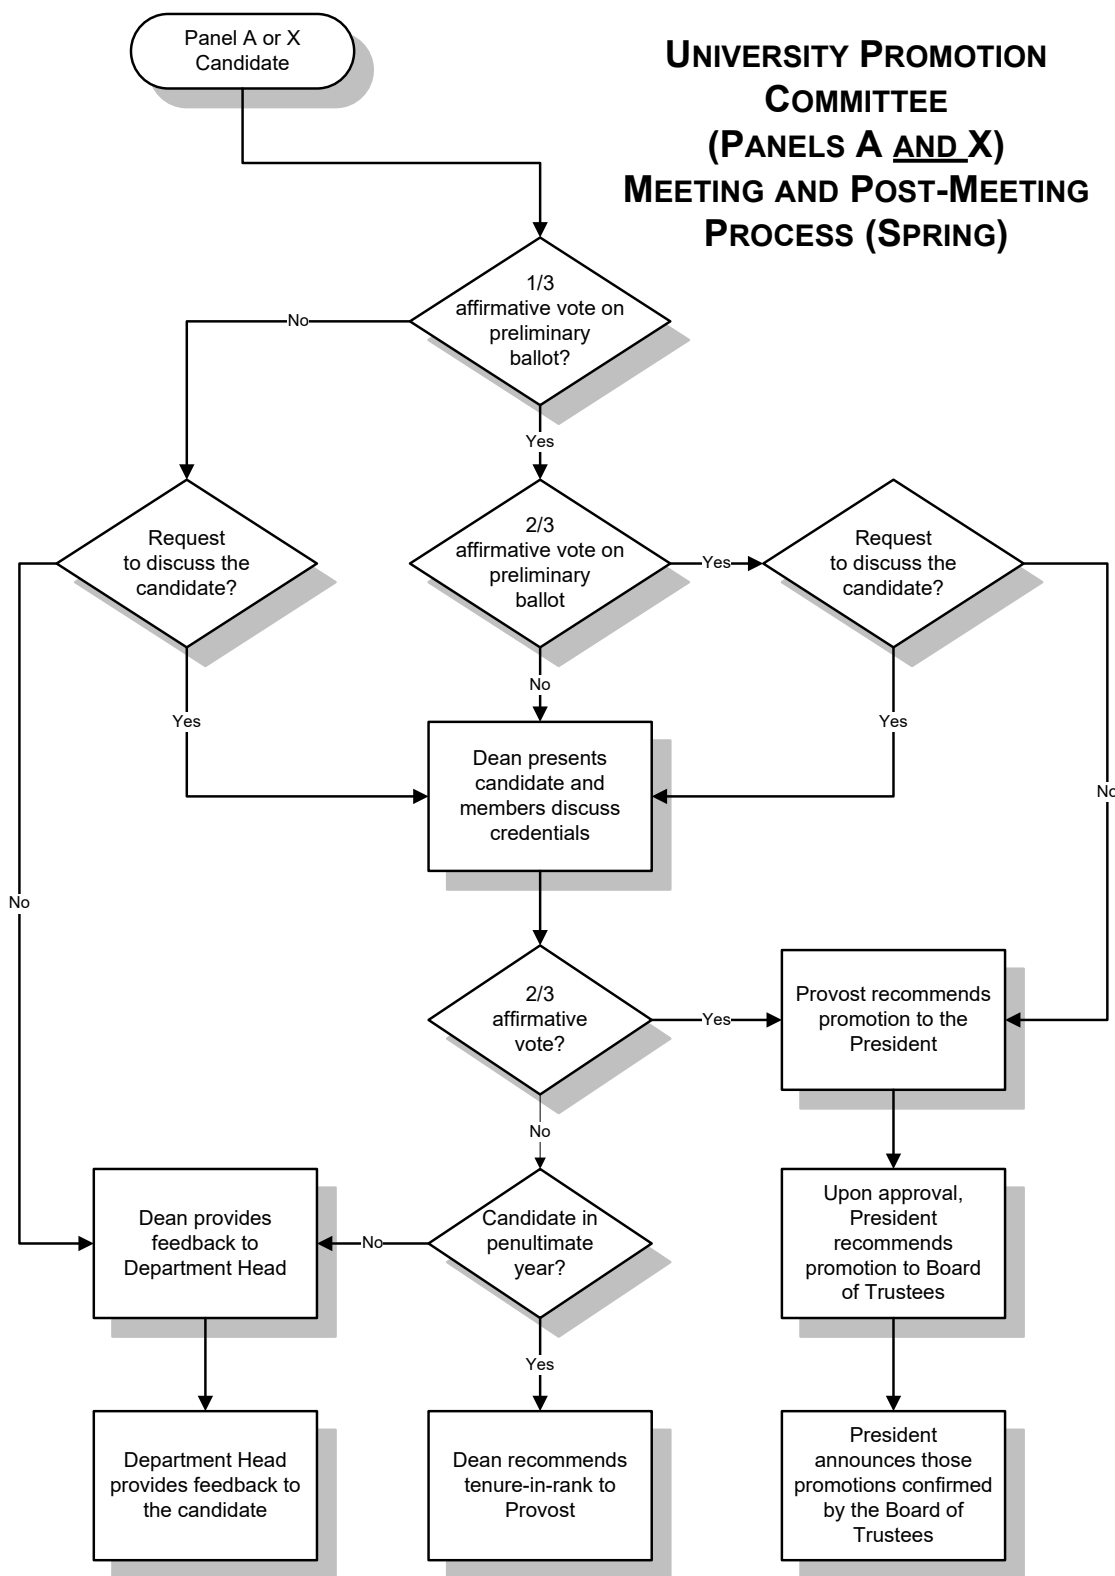 Panel A or X
Candidate
UNIVERSITY PROMOTION
COMMITTEE
(PANELS A AND X)
MEETING AND POST-MEETING
PROCESS (SPRING)
1/3
affirmative vote on
preliminary
ballot?
No
Yes
Request
to discuss the
candidate?
2/3
affirmative vote on
preliminary
ballot
Yes
Request
to discuss the
candidate?
No
Yes
Yes
Dean presents
candidate and
members discuss
credentials
No
No
2/3
affirmative
vote?
Yes
Provost recommends
promotion to the
President
No
Dean provides
feedback to
Department Head
No
Candidate in
penultimate
year?
Upon approval,
President
recommends
promotion to Board
of Trustees
Yes
Department Head
provides feedback to
the candidate
Dean recommends
tenure-in-rank to
Provost
President
announces those
promotions confirmed
by the Board of
Trustees